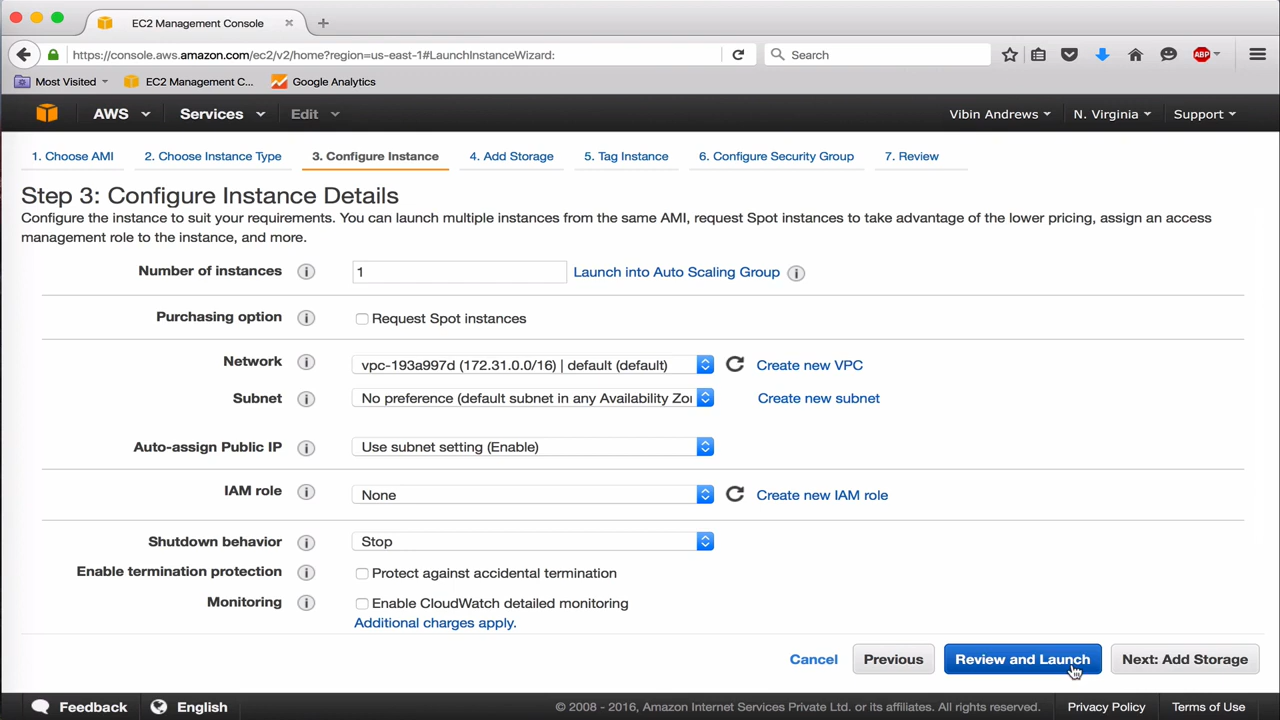 EC2 Management Console
https://console.aws.amazon.com/ec2/v2/home?region=us-east-1#LaunchInstanceWizard:
Search
ABP
Most Visited
EC2 Management C...
Google Analytics
AWS
Services
Edit
Vibin Andrews
N. Virginia
Support
1. Choose AMI
2. Choose Instance Type
3. Configure Instance
4. Add Storage
5. Tag Instance
6. Configure Security Group
7. Review
Step 3: Configure Instance Details
Configure the instance to suit your requirements. You can launch multiple instances from the same AMI, request Spot instances to take advantage of the lower pricing, assign an access
management role to the instance, and more.
Number of instances
1
Launch into Auto Scaling Group
Purchasing option
Request Spot instances
Network
vpc-193a997d (172.31.0.0/16) | default (default)
Create new VPC
Subnet
No preference (default subnet in any Availability Zor
Create new subnet
Auto-assign Public IP
Use subnet setting (Enable)
IAM role
None
Create new IAM role
Shutdown behavior
Stop
Enable termination protection
Protect against accidental termination
Monitoring
Enable CloudWatch detailed monitoring
Additional charges apply.
Cancel
Previous
Review and Launch
Next: Add Storage
Feedback
English
© 2008 - 2016, Amazon Internet Services Private Ltd. or its affiliates. All rights reserved.
Privacy Policy
Terms of Use